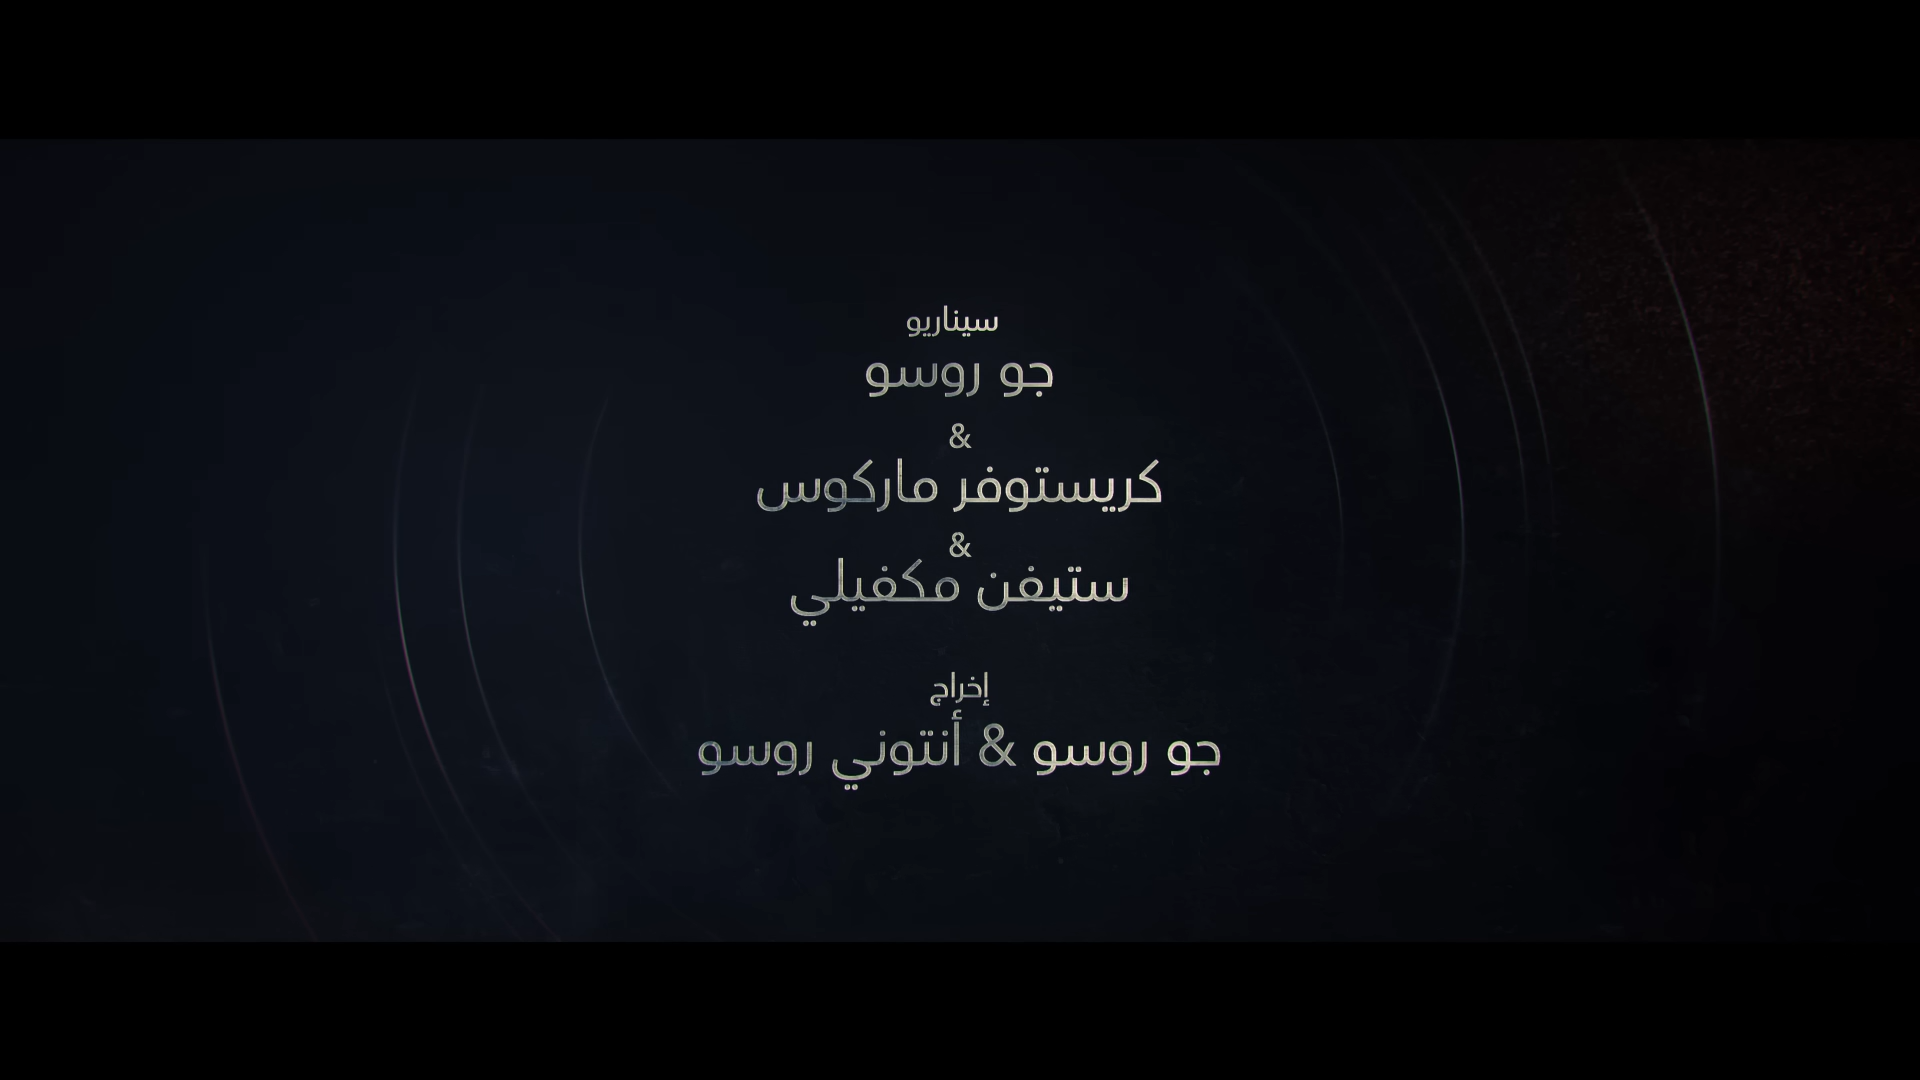 سيناريو
جو روسو
&
كريستوفر ماركوس
&
ستيفن مكفيلي
إخراج
جو روسو & أنتوني روسو